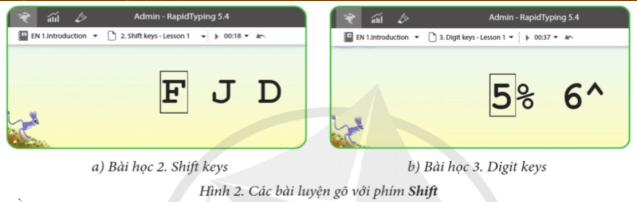 Admin - RapidTyping 5.4
EN 1.Introduction 2. Shift keys - Lesson 1 00:18
F J D
a) Bài học 2. Shift keys
Admin - RapidTyping 5.4
EN 1.Introduction 3. Digit keys - Lesson 1 00:37
5% 6^
b) Bài học 3. Digit keys
Hình 2. Các bài luyện gõ với phím Shift